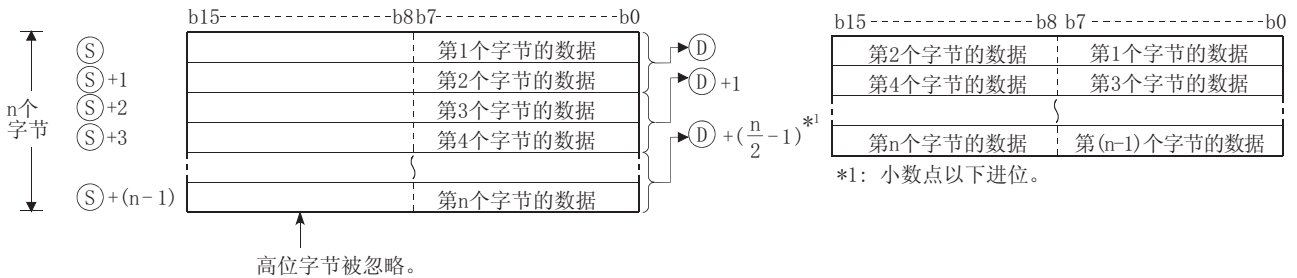 b15 b8 b7 b0
n个
字节
Ⓢ 第1个字节的数据
Ⓢ+1 第2个字节的数据
Ⓢ+2 第3个字节的数据
Ⓢ+3 第4个字节的数据
Ⓢ+(n-1) 第n个字节的数据
高位字节被忽略。
Ⓓ
Ⓓ+1
Ⓓ+(n/2-1)*1
b15 b8 b7 b0
第2个字节的数据 第1个字节的数据
第4个字节的数据 第3个字节的数据
第n个字节的数据 第(n-1)个字节的数据
*1: 小数点以下进位。